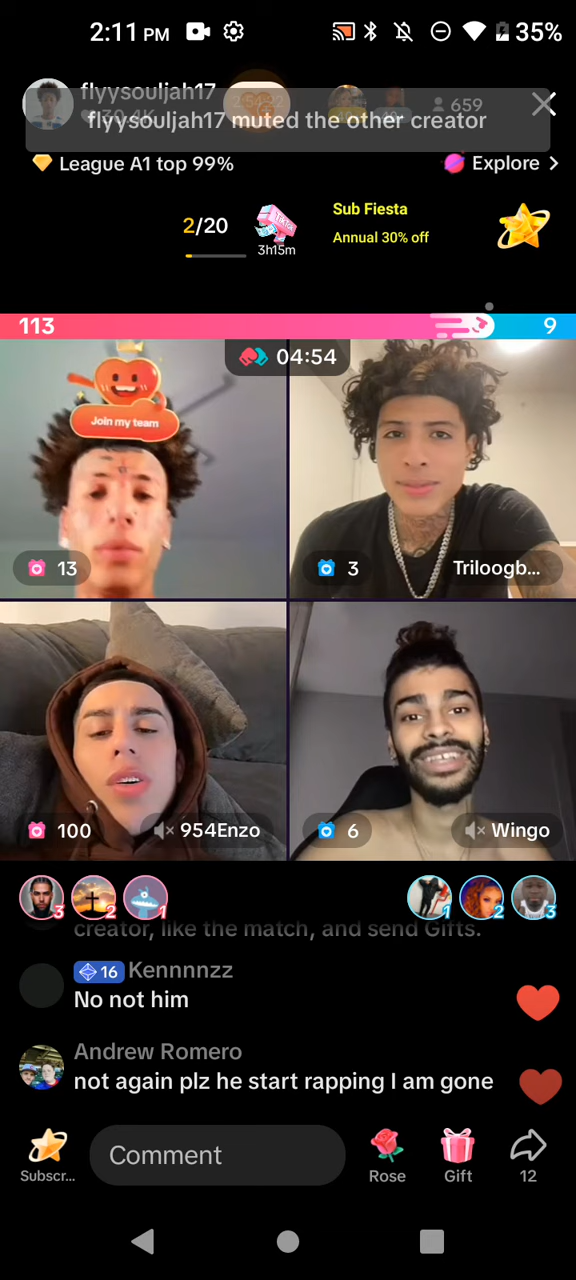 2:11 PM
35%
flyysouljah17
659
flyysouljah17 muted the other creator
League A1 top 99%
Explore
2/20
TikTok
3h15m
Sub Fiesta
Annual 30% off
113
9
04:54
Join my team
13
3
Triloogb...
100
954Enzo
6
Wingo
3
2
1
1
2
3
creator, like the match, and send Gifts.
16 Kennnnzz
No not him
Andrew Romero
not again plz he start rapping I am gone
Subscr...
Comment
Rose
Gift
12